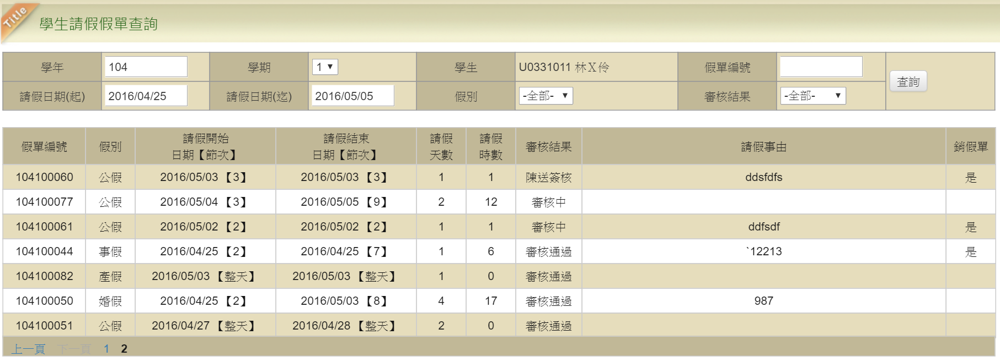 Title
學生請假假單查詢
學年 104 學期 1 ▼ 學生 U0331011 林X伶 假單編號
查詢
請假日期(起) 2016/04/25 請假日期(迄) 2016/05/05 假別 -全部- ▼ 審核結果 -全部- ▼
假單編號 假別 請假開始日期【節次】 請假結束日期【節次】 請假天數 請假時數 審核結果 請假事由 銷假單
104100060 公假 2016/05/03 【3】 2016/05/03 【3】 1 1 陳送簽核 ddsfdfs 是
104100077 公假 2016/05/04 【3】 2016/05/05 【9】 2 12 審核中
104100061 公假 2016/05/02 【2】 2016/05/02 【2】 1 1 審核中 ddfsdf 是
104100044 事假 2016/04/25 【2】 2016/04/25 【7】 1 6 審核通過 `12213 是
104100082 產假 2016/05/03 【整天】 2016/05/03 【整天】 1 0 審核通過
104100050 婚假 2016/04/25 【2】 2016/05/03 【8】 4 17 審核通過 987
104100051 公假 2016/04/27 【整天】 2016/04/28 【整天】 2 0 審核通過
上一頁 下一頁 1 2